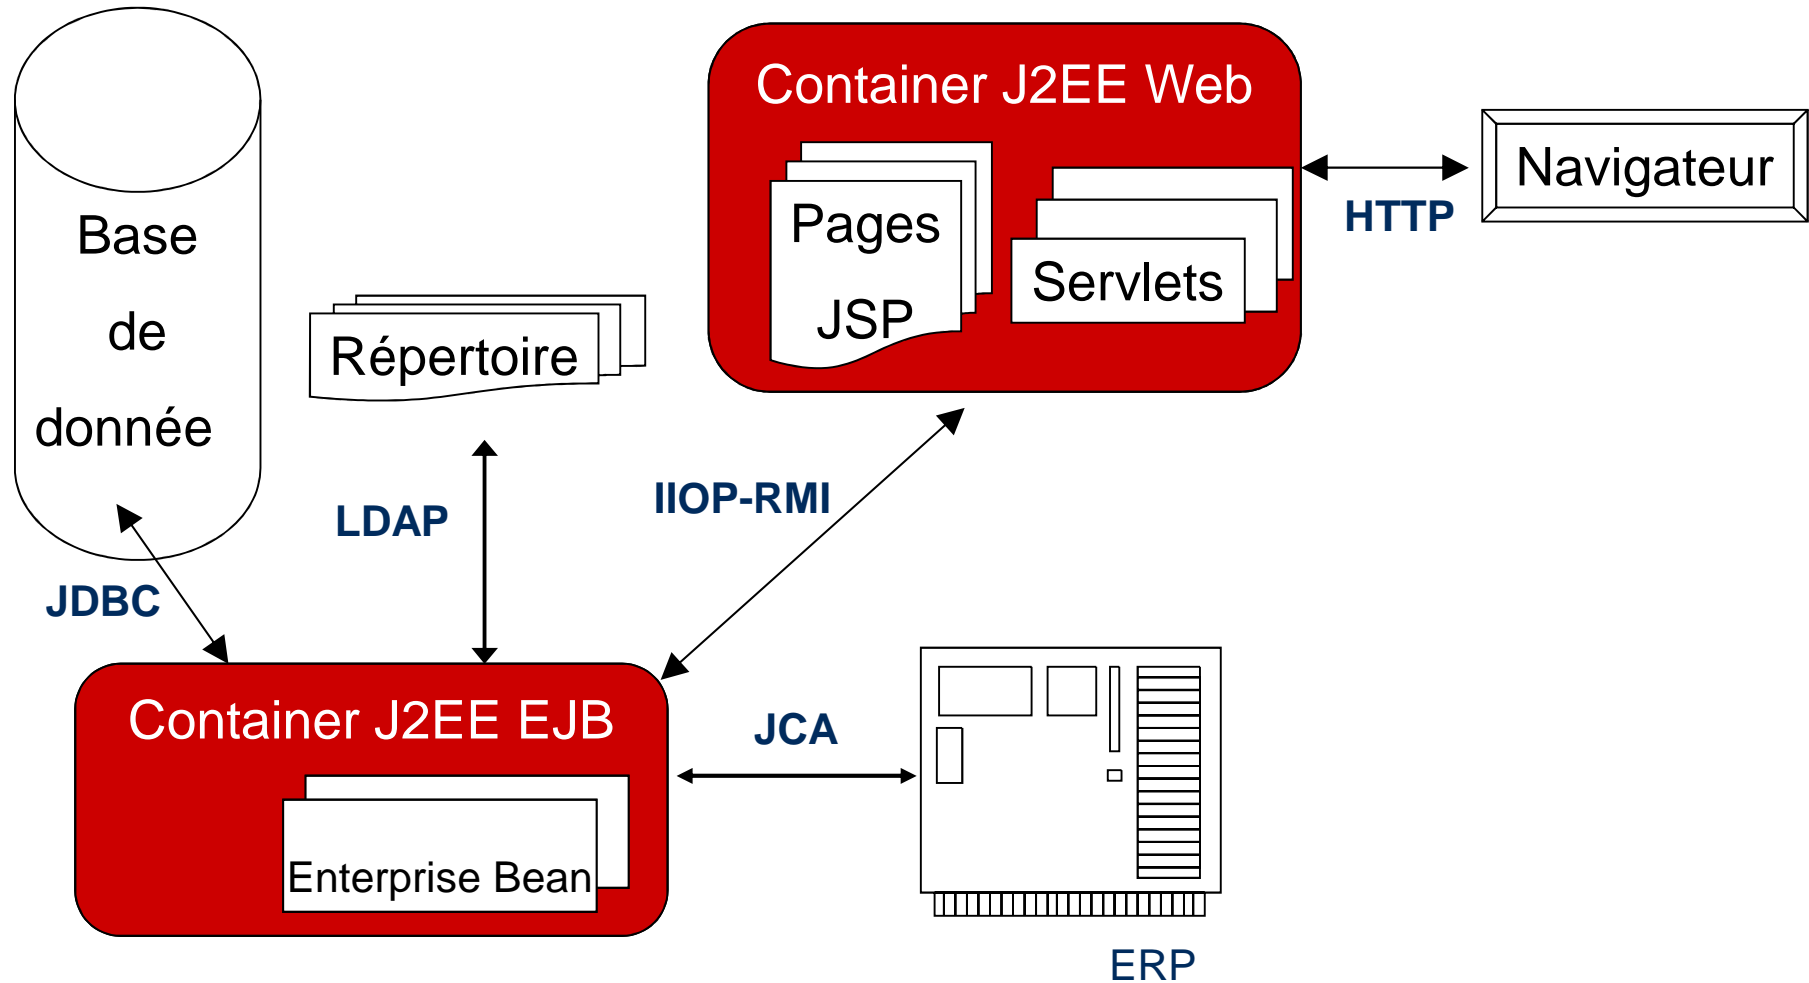 Container J2EE Web
Navigateur
HTTP
Pages
JSP
Servlets
Base
de
donnée
Répertoire
LDAP
IIOP-RMI
JDBC
Container J2EE EJB
JCA
Enterprise Bean
ERP